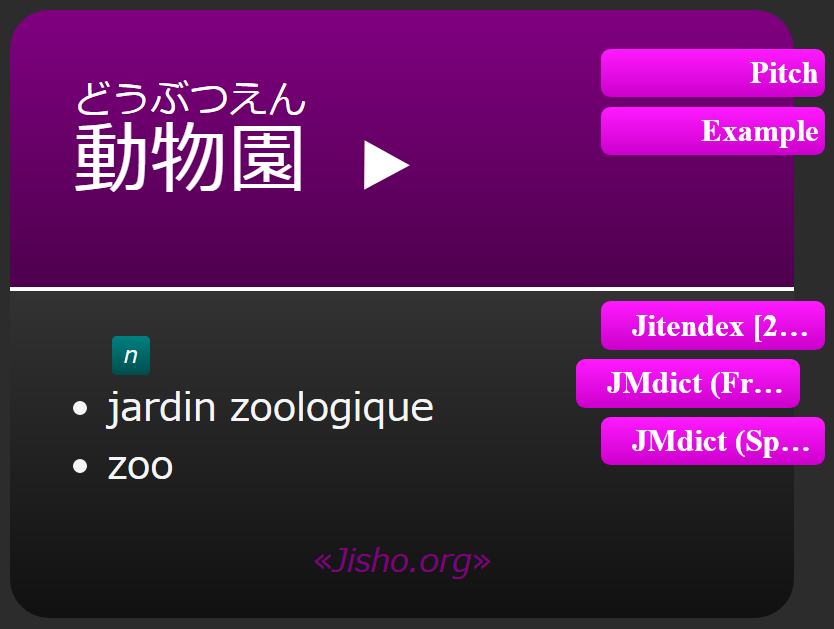 どうぶつえん
動物園
Pitch
Example
n
jardin zoologique
zoo
Jitendex [2…
JMdict (Fr…
JMdict (Sp…
«Jisho.org»